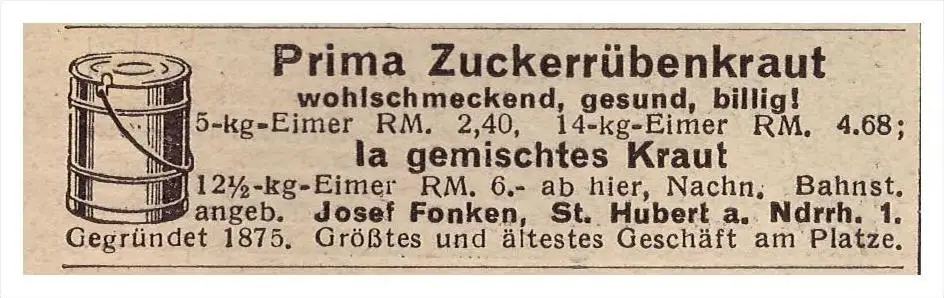 Prima Zuckerrübenkraut
wohlschmeckend, gesund, billig!
5-kg-Eimer RM. 2,40, 14-kg-Eimer RM. 4.68;
Ia gemischtes Kraut
12½-kg-Eimer RM. 6.- ab hier, Nachn. Bahnst.
angeb. Josef Fonken, St. Hubert a. Ndrrh. 1.
Gegründet 1875. Größtes und ältestes Geschäft am Platze.